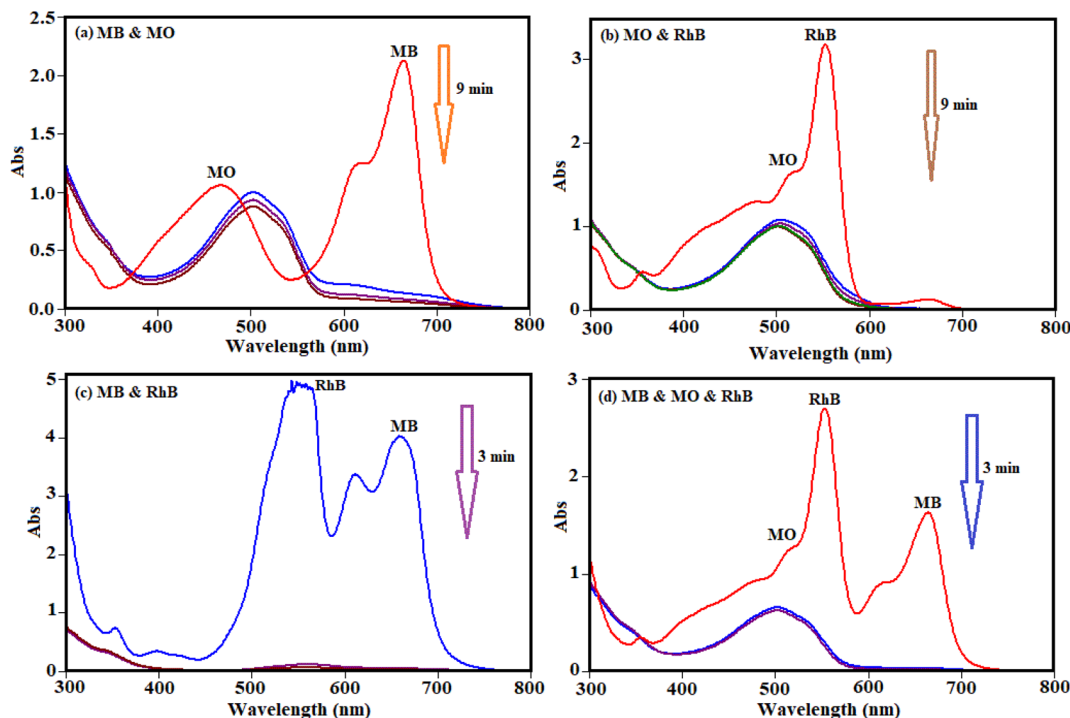 (a) MB & MO
MB
MO
9 min
Abs
2.5
2.0
1.5
1.0
0.5
0.0
300 400 500 600 700 800
Wavelength (nm)
(b) MO & RhB
RhB
MO
9 min
Abs
3
2
1
0
300 400 500 600 700 800
Wavelength (nm)
(c) MB & RhB
RhB
MB
3 min
Abs
5
4
3
2
1
0
300 400 500 600 700 800
Wavelength (nm)
(d) MB & MO & RhB
RhB
MO
MB
3 min
Abs
3
2
1
0
300 400 500 600 700 800
Wavelength (nm)